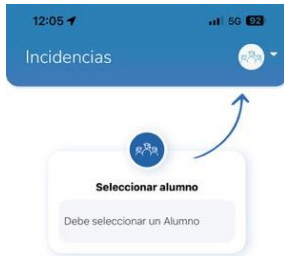 12:05 5G 92
Incidencias
Seleccionar alumno
Debe seleccionar un Alumno